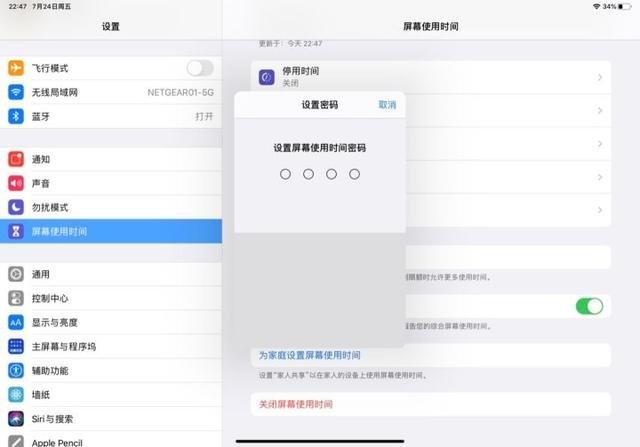 22:47 7月24日周五
34%
设置
飞行模式
无线局域网 NETGEAR01-5G
蓝牙 打开
通知
声音
勿扰模式
屏幕使用时间
通用
控制中心
显示与亮度
主屏幕与程序坞
辅助功能
墙纸
Siri与搜索
Apple Pencil
屏幕使用时间
更新于：今天 22:47
停用时间
关闭
设置密码 取消
设置屏幕使用时间密码
限额时允许更多使用时间。
报告您的综合屏幕使用时间。
为家庭设置屏幕使用时间
设置“家人共享”以在家人的设备上使用屏幕使用时间。
关闭屏幕使用时间